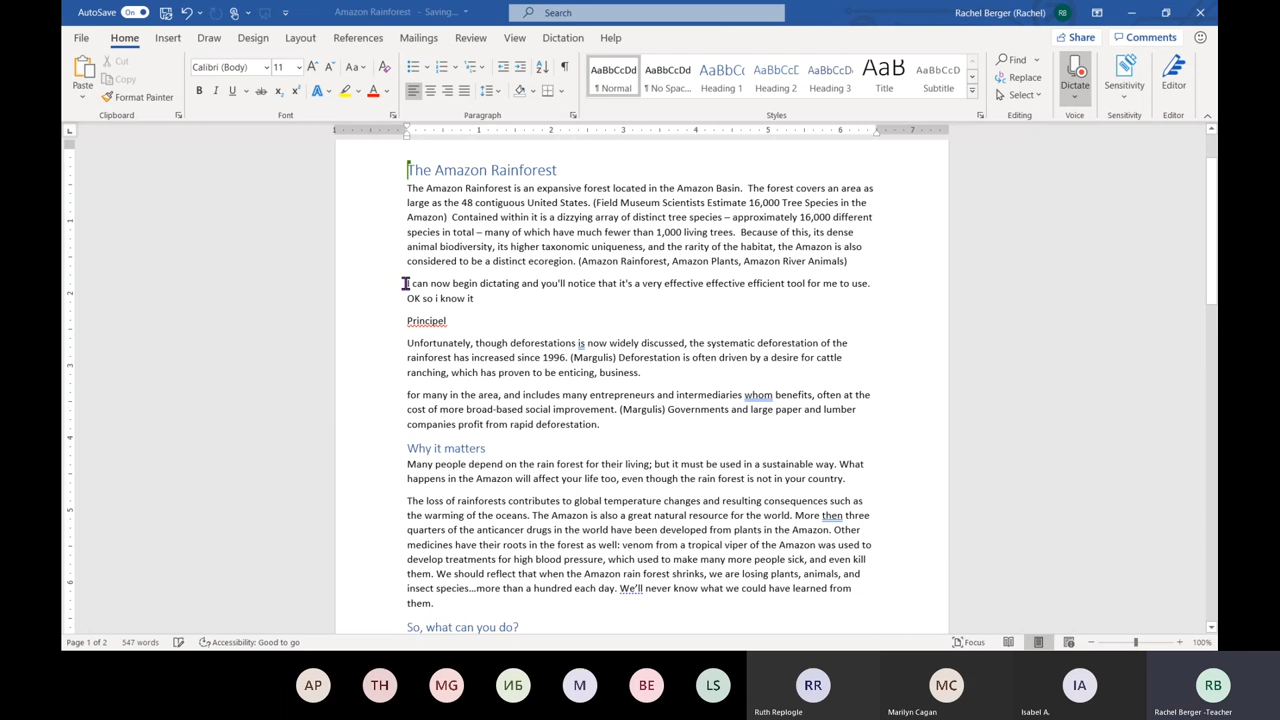 AutoSave On Amazon Rainforest - Saving... Search Rachel Berger (Rachel) RB
File Home Insert Draw Design Layout References Mailings Review View Dictation Help Share Comments
Paste Cut Copy Format Painter
Calibri (Body) 11 Aa B I U ab x₂ x² A A
AaBbCcDd AaBbCcDd AaBbC( AaBbCcD AaBbCcD AaB AaBbCcD
¶ Normal ¶ No Spac... Heading 1 Heading 2 Heading 3 Title Subtitle
Find Replace Select Dictate Sensitivity Editor
Clipboard Font Paragraph Styles Editing Voice Sensitivity Editor
1 1 2 3 4 5 6 7
The Amazon Rainforest
The Amazon Rainforest is an expansive forest located in the Amazon Basin. The forest covers an area as
large as the 48 contiguous United States. (Field Museum Scientists Estimate 16,000 Tree Species in the
Amazon) Contained within it is a dizzying array of distinct tree species – approximately 16,000 different
species in total – many of which have much fewer than 1,000 living trees. Because of this, its dense
animal biodiversity, its higher taxonomic uniqueness, and the rarity of the habitat, the Amazon is also
considered to be a distinct ecoregion. (Amazon Rainforest, Amazon Plants, Amazon River Animals)
I can now begin dictating and you'll notice that it's a very effective effective efficient tool for me to use.
OK so i know it
Principel
Unfortunately, though deforestations is now widely discussed, the systematic deforestation of the
rainforest has increased since 1996. (Margulis) Deforestation is often driven by a desire for cattle
ranching, which has proven to be enticing, business.
for many in the area, and includes many entrepreneurs and intermediaries whom benefits, often at the
cost of more broad-based social improvement. (Margulis) Governments and large paper and lumber
companies profit from rapid deforestation.
Why it matters
Many people depend on the rain forest for their living; but it must be used in a sustainable way. What
happens in the Amazon will affect your life too, even though the rain forest is not in your country.
The loss of rainforests contributes to global temperature changes and resulting consequences such as
the warming of the oceans. The Amazon is also a great natural resource for the world. More then three
quarters of the anticancer drugs in the world have been developed from plants in the Amazon. Other
medicines have their roots in the forest as well: venom from a tropical viper of the Amazon was used to
develop treatments for high blood pressure, which used to make many more people sick, and even kill
them. We should reflect that when the Amazon rain forest shrinks, we are losing plants, animals, and
insect species…more than a hundred each day. We'll never know what we could have learned from
them.
So, what can you do?
1 2 3 4 5 6
Page 1 of 2 547 words Accessibility: Good to go Focus 100%
AP TH MG ИБ M BE LS RR MC IA RB
Ruth Replogle Marilyn Cagan Isabel A. Rachel Berger -Teacher